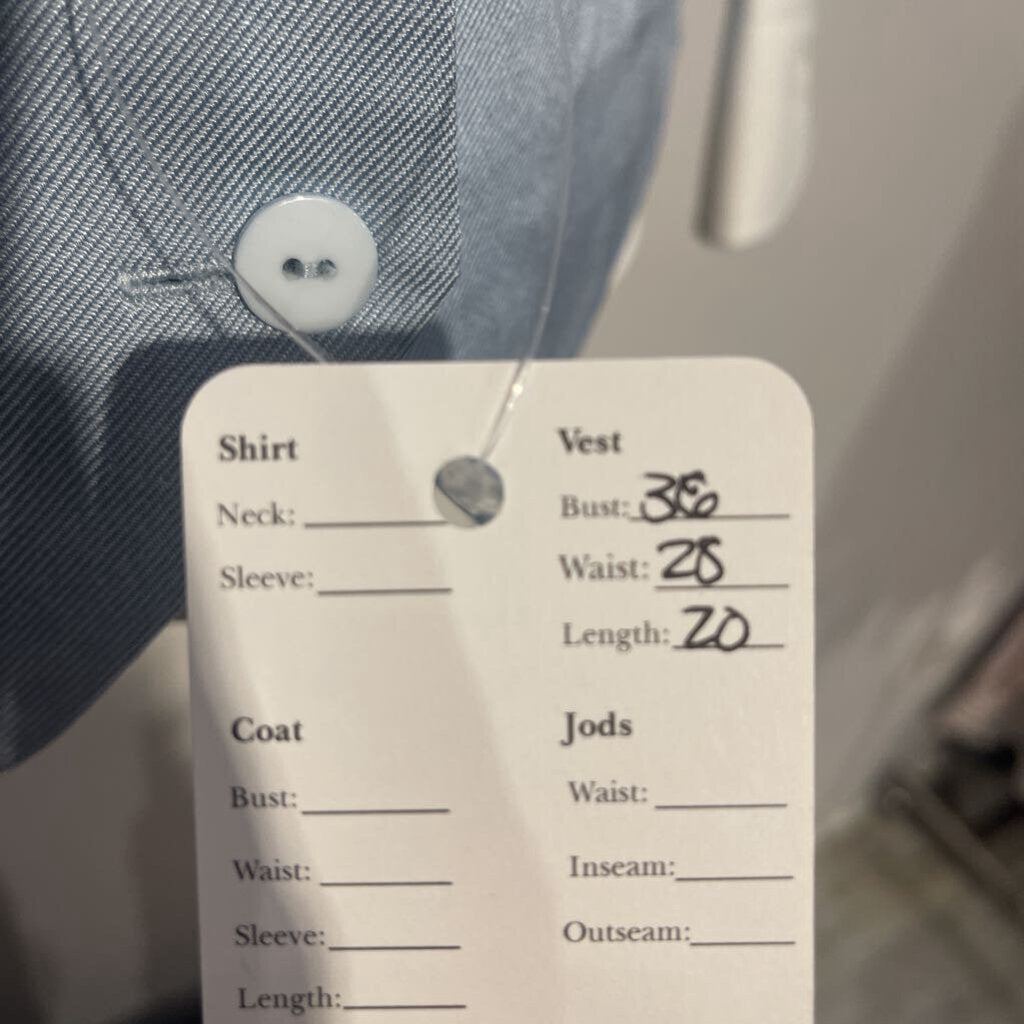 Shirt
Neck:
Sleeve:
Vest
Bust: 36
Waist: 28
Length: 20
Coat
Bust:
Waist:
Sleeve:
Length:
Jods
Waist:
Inseam:
Outseam: